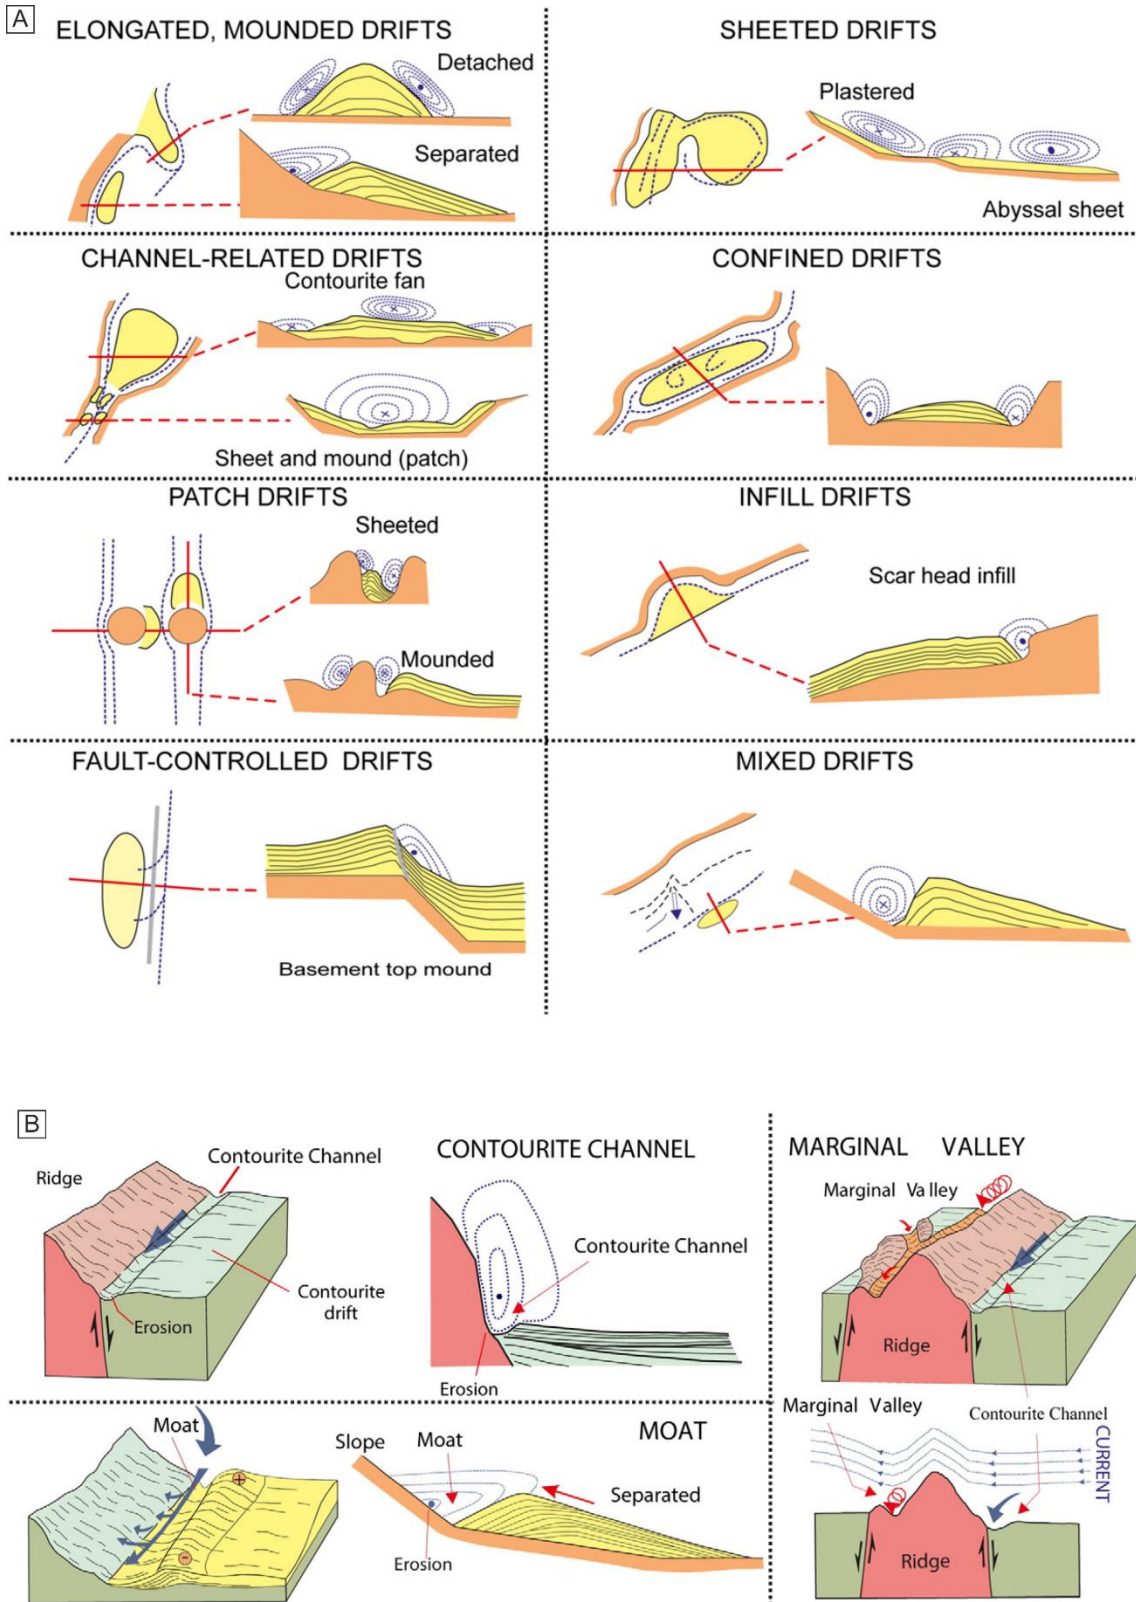 A
ELONGATED, MOUNDED DRIFTS
Detached
Separated
SHEETED DRIFTS
Plastered
Abyssal sheet
CHANNEL-RELATED DRIFTS
Contourite fan
Sheet and mound (patch)
CONFINED DRIFTS
PATCH DRIFTS
Sheeted
Mounded
INFILL DRIFTS
Scar head infill
FAULT-CONTROLLED DRIFTS
Basement top mound
MIXED DRIFTS
B
Ridge
Contourite Channel
Contourite
drift
Erosion
CONTOURITE CHANNEL
Contourite Channel
Erosion
MARGINAL VALLEY
Marginal Valley
Ridge
Marginal Valley
Contourite Channel
CURRENT
Ridge
Moat
+
-
MOAT
Slope
Moat
Separated
Erosion